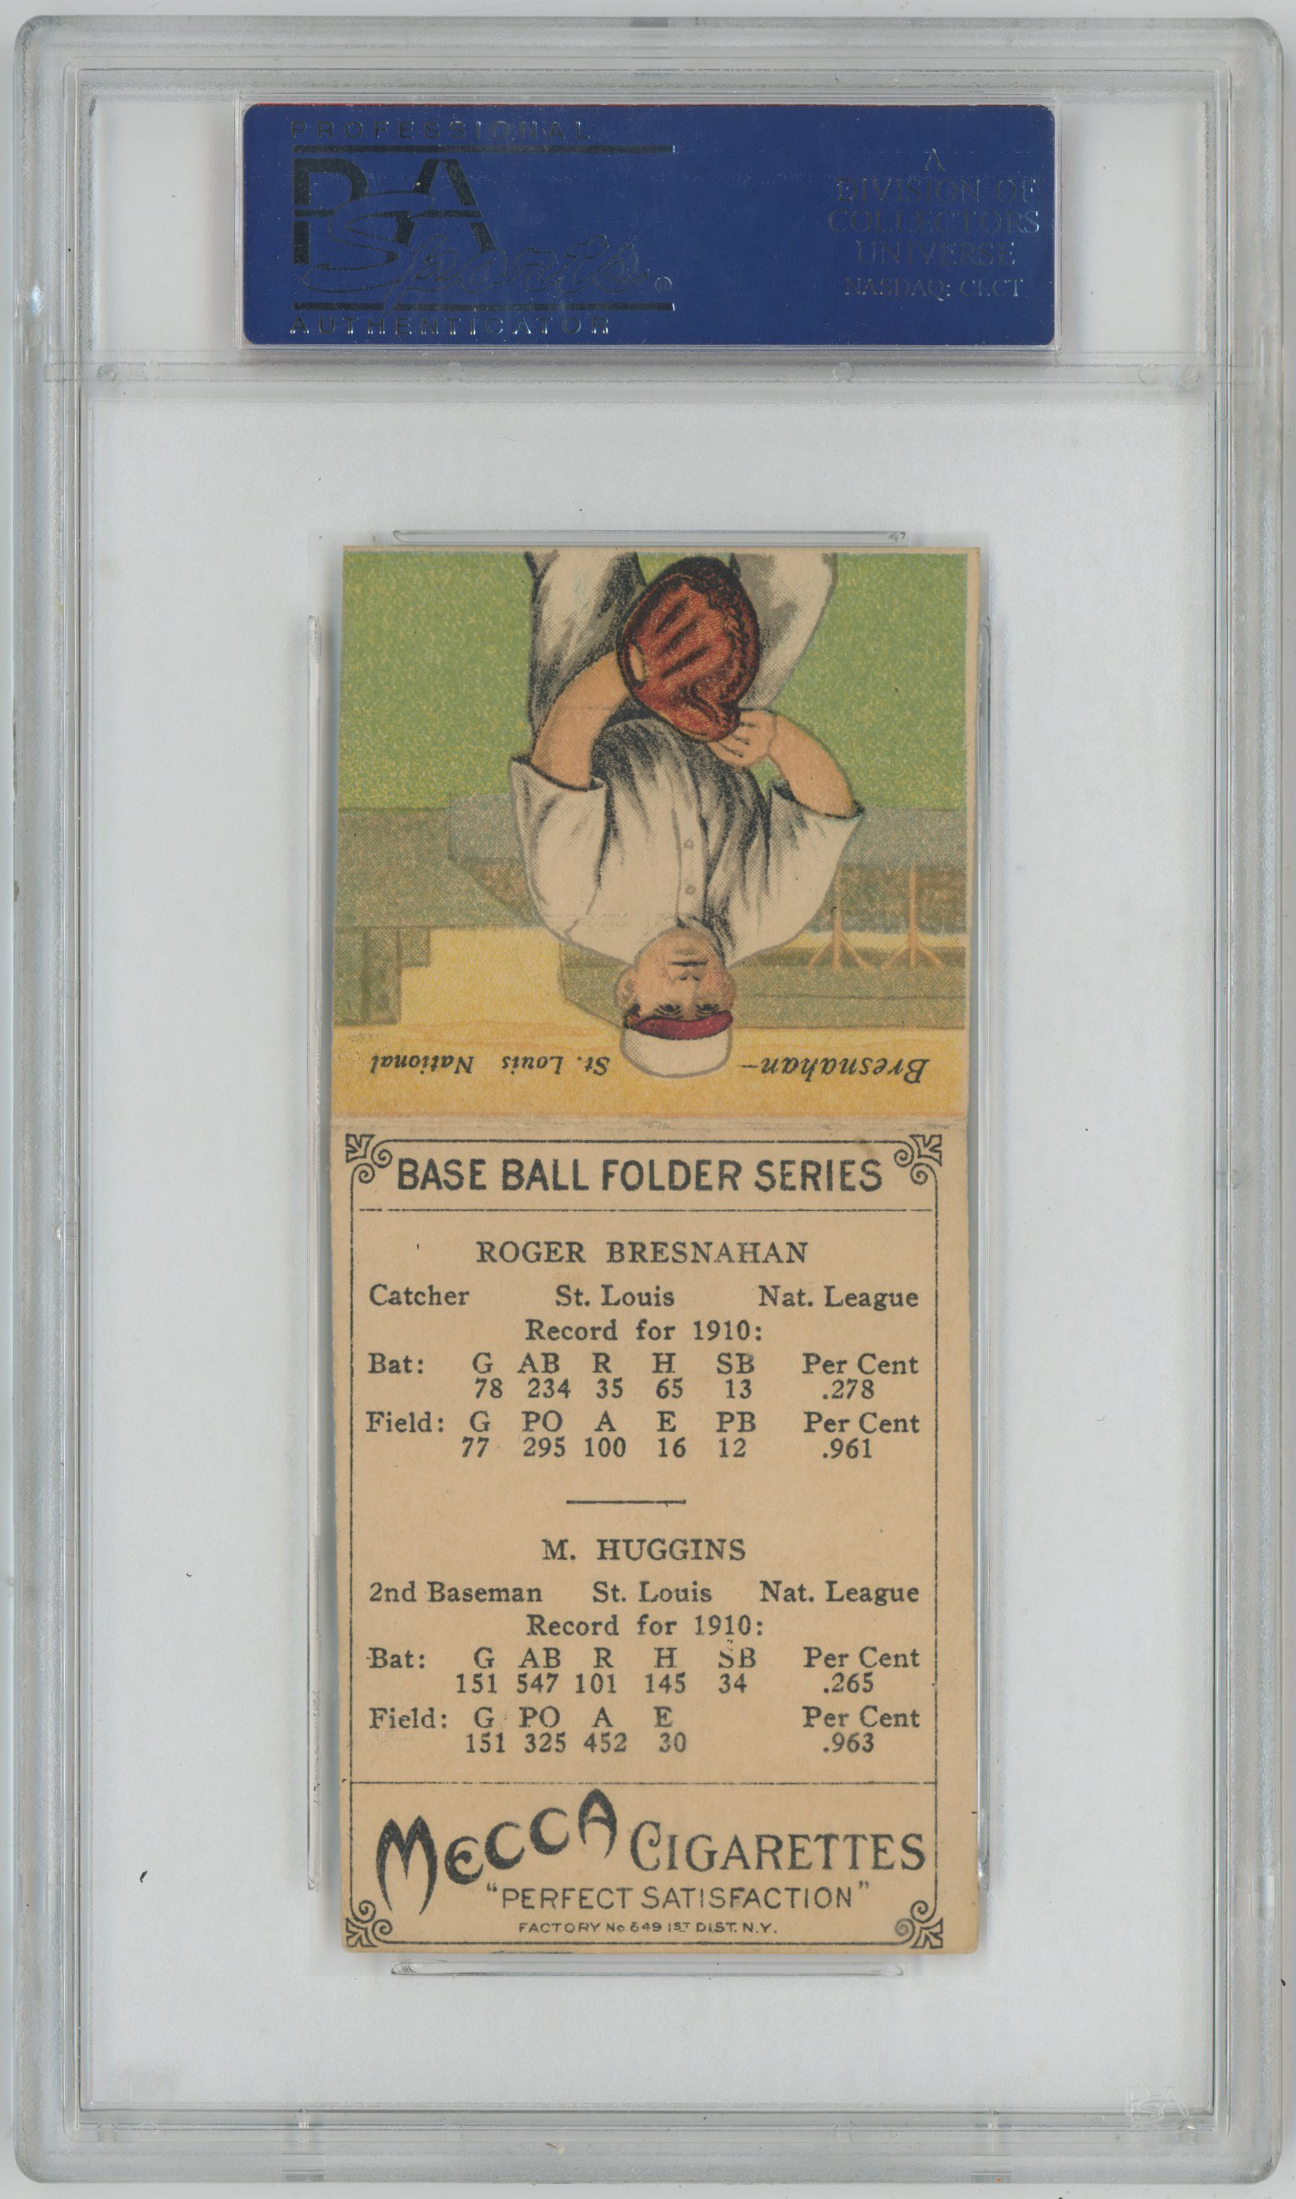 PROFESSIONAL
PSA
Sports®
AUTHENTICATOR
A
DIVISION OF
COLLECTORS
UNIVERSE
NASDAQ: CLCT
Bresnahan— St. Louis National
BASE BALL FOLDER SERIES
ROGER BRESNAHAN
Catcher St. Louis Nat. League
Record for 1910:
Bat: G AB R H SB Per Cent
78 234 35 65 13 .278
Field: G PO A E PB Per Cent
77 295 100 16 12 .961
M. HUGGINS
2nd Baseman St. Louis Nat. League
Record for 1910:
Bat: G AB R H SB Per Cent
151 547 101 145 34 .265
Field: G PO A E Per Cent
151 325 452 30 .963
MECCA CIGARETTES
"PERFECT SATISFACTION"
FACTORY No. 649 1ST DIST. N.Y.
PSA